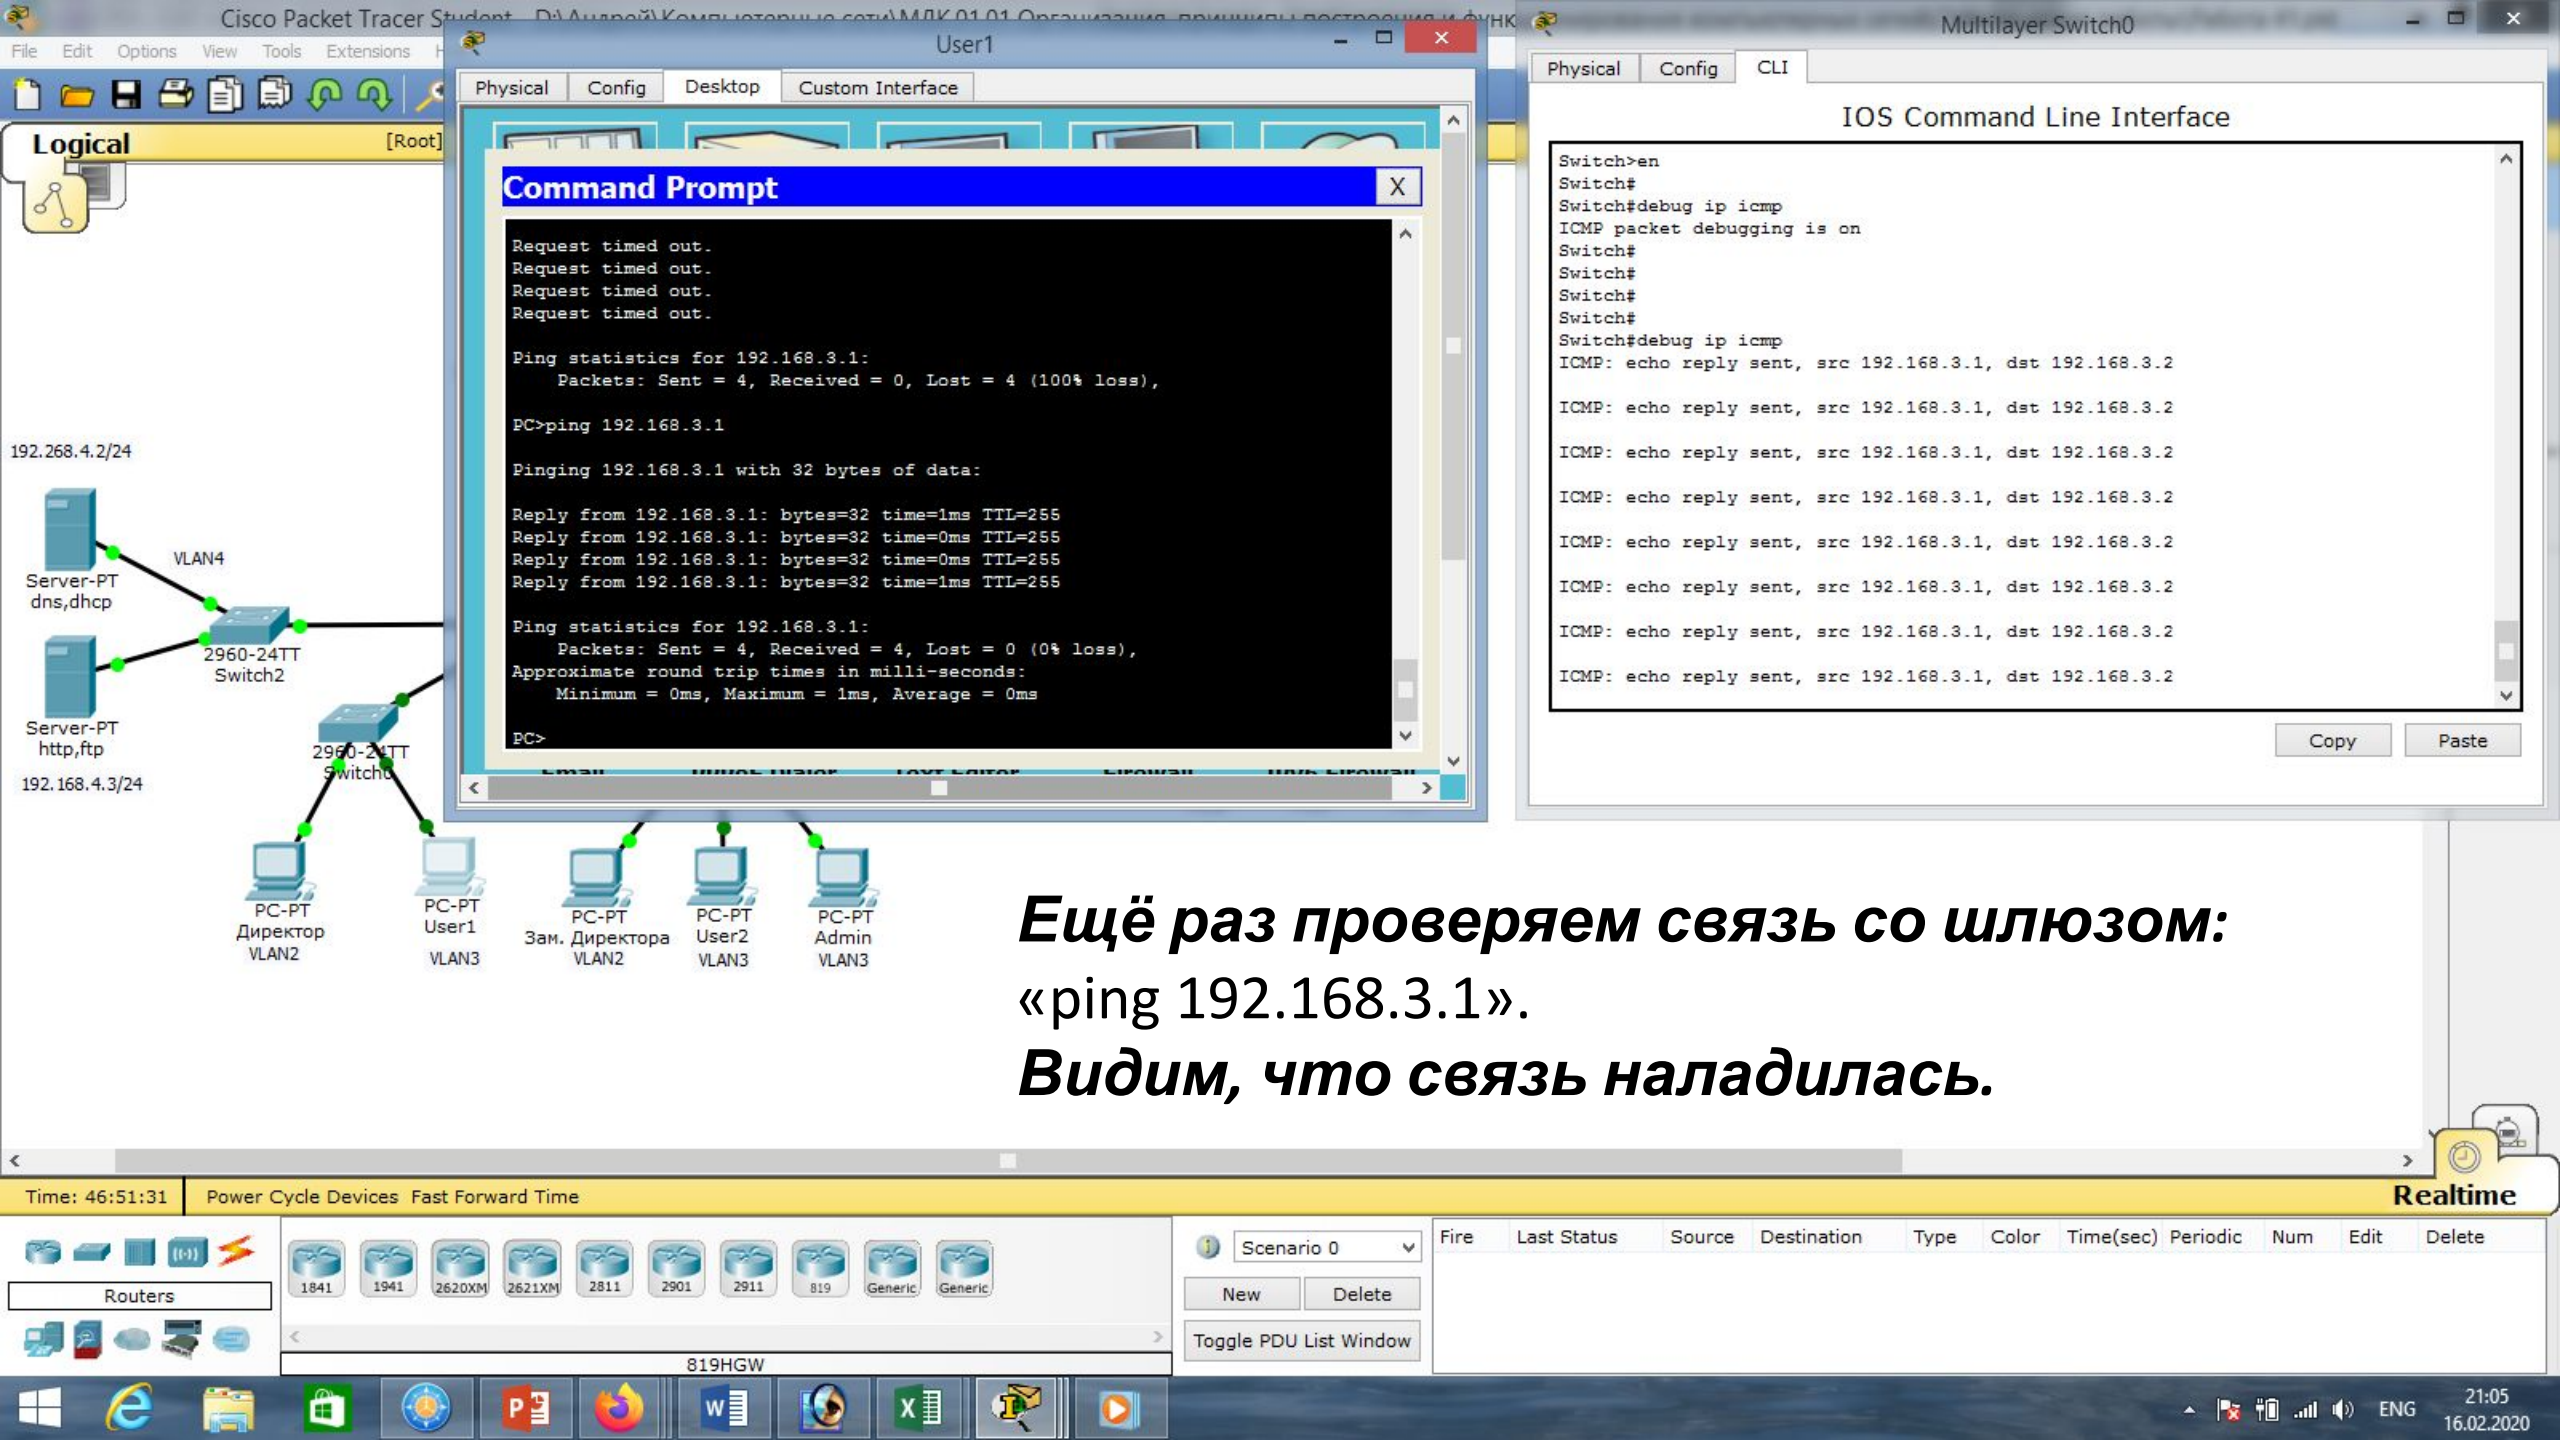 Cisco Packet Tracer Student
File Edit Options View Tools Extensions
Logical
[Root]
192.268.4.2/24
VLAN4
Server-PT
dns,dhcp
2960-24TT
Switch2
Server-PT
http,ftp
192.168.4.3/24
2960-24TT
Switch0
PC-PT
Директор
VLAN2
PC-PT
User1
VLAN3
PC-PT
Зам. Директора
VLAN2
PC-PT
User2
VLAN3
PC-PT
Admin
VLAN3
User1
Physical Config Desktop Custom Interface
Command Prompt
X
Request timed out.
Request timed out.
Request timed out.
Request timed out.
Ping statistics for 192.168.3.1:
Packets: Sent = 4, Received = 0, Lost = 4 (100% loss),
PC>ping 192.168.3.1
Pinging 192.168.3.1 with 32 bytes of data:
Reply from 192.168.3.1: bytes=32 time=1ms TTL=255
Reply from 192.168.3.1: bytes=32 time=0ms TTL=255
Reply from 192.168.3.1: bytes=32 time=0ms TTL=255
Reply from 192.168.3.1: bytes=32 time=1ms TTL=255
Ping statistics for 192.168.3.1:
Packets: Sent = 4, Received = 4, Lost = 0 (0% loss),
Approximate round trip times in milli-seconds:
Minimum = 0ms, Maximum = 1ms, Average = 0ms
PC>
Multilayer Switch0
Physical Config CLI
IOS Command Line Interface
Switch>en
Switch#
Switch#debug ip icmp
ICMP packet debugging is on
Switch#
Switch#
Switch#
Switch#
Switch#debug ip icmp
ICMP: echo reply sent, src 192.168.3.1, dst 192.168.3.2
ICMP: echo reply sent, src 192.168.3.1, dst 192.168.3.2
ICMP: echo reply sent, src 192.168.3.1, dst 192.168.3.2
ICMP: echo reply sent, src 192.168.3.1, dst 192.168.3.2
ICMP: echo reply sent, src 192.168.3.1, dst 192.168.3.2
ICMP: echo reply sent, src 192.168.3.1, dst 192.168.3.2
ICMP: echo reply sent, src 192.168.3.1, dst 192.168.3.2
ICMP: echo reply sent, src 192.168.3.1, dst 192.168.3.2
Copy Paste
Ещё раз проверяем связь со шлюзом:
«ping 192.168.3.1».
Видим, что связь наладилась.
Time: 46:51:31 Power Cycle Devices Fast Forward Time
Realtime
Routers
1841 1941 2620XM 2621XM 2811 2901 2911 819 Generic Generic
819HGW
Scenario 0
New Delete
Toggle PDU List Window
Fire Last Status Source Destination Type Color Time(sec) Periodic Num Edit Delete
ENG
21:05
16.02.2020